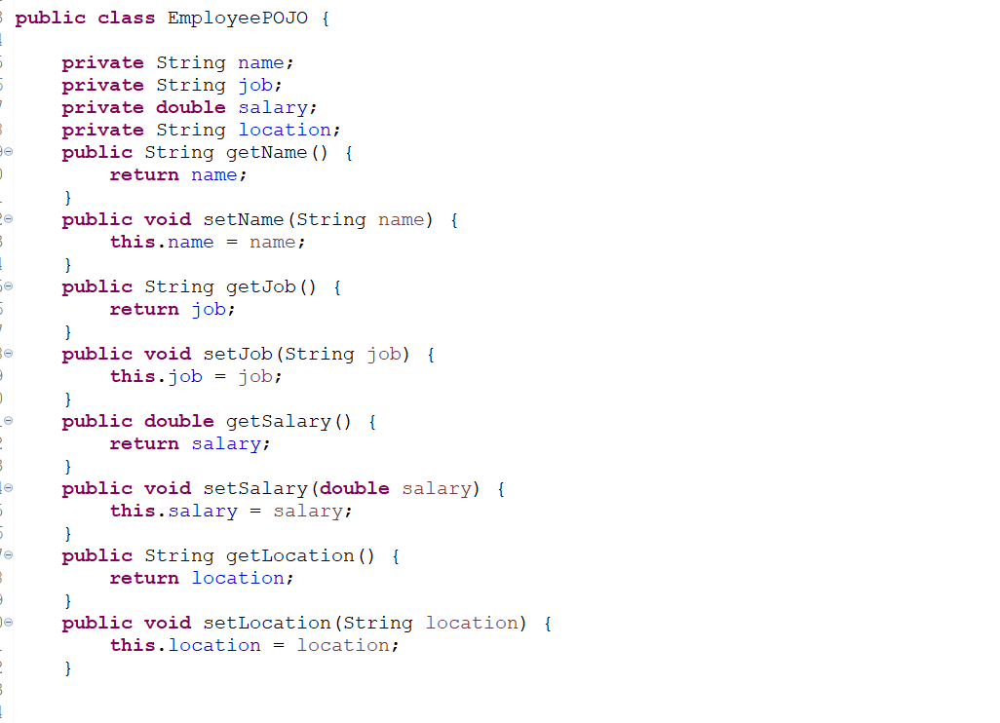 public class EmployeePOJO {
private String name;
private String job;
private double salary;
private String location;
public String getName() {
return name;
}
public void setName(String name) {
this.name = name;
}
public String getJob() {
return job;
}
public void setJob(String job) {
this.job = job;
}
public double getSalary() {
return salary;
}
public void setSalary(double salary) {
this.salary = salary;
}
public String getLocation() {
return location;
}
public void setLocation(String location) {
this.location = location;
}